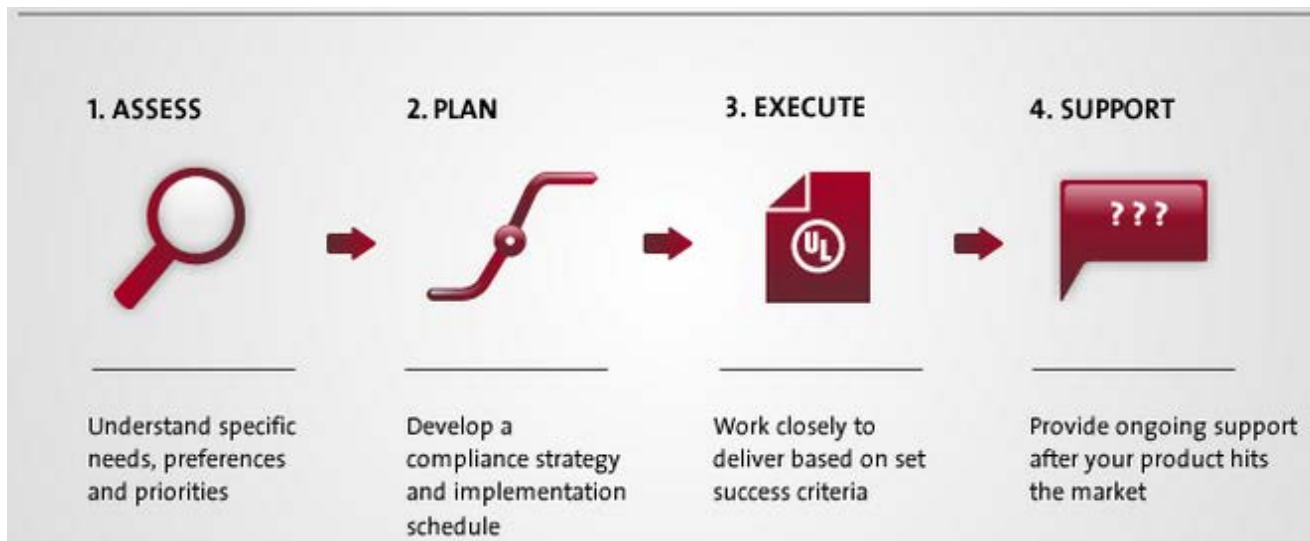 1. ASSESS
Understand specific
needs, preferences
and priorities
2. PLAN
Develop a
compliance strategy
and implementation
schedule
3. EXECUTE
UL
Work closely to
deliver based on set
success criteria
4. SUPPORT
???
Provide ongoing support
after your product hits
the market